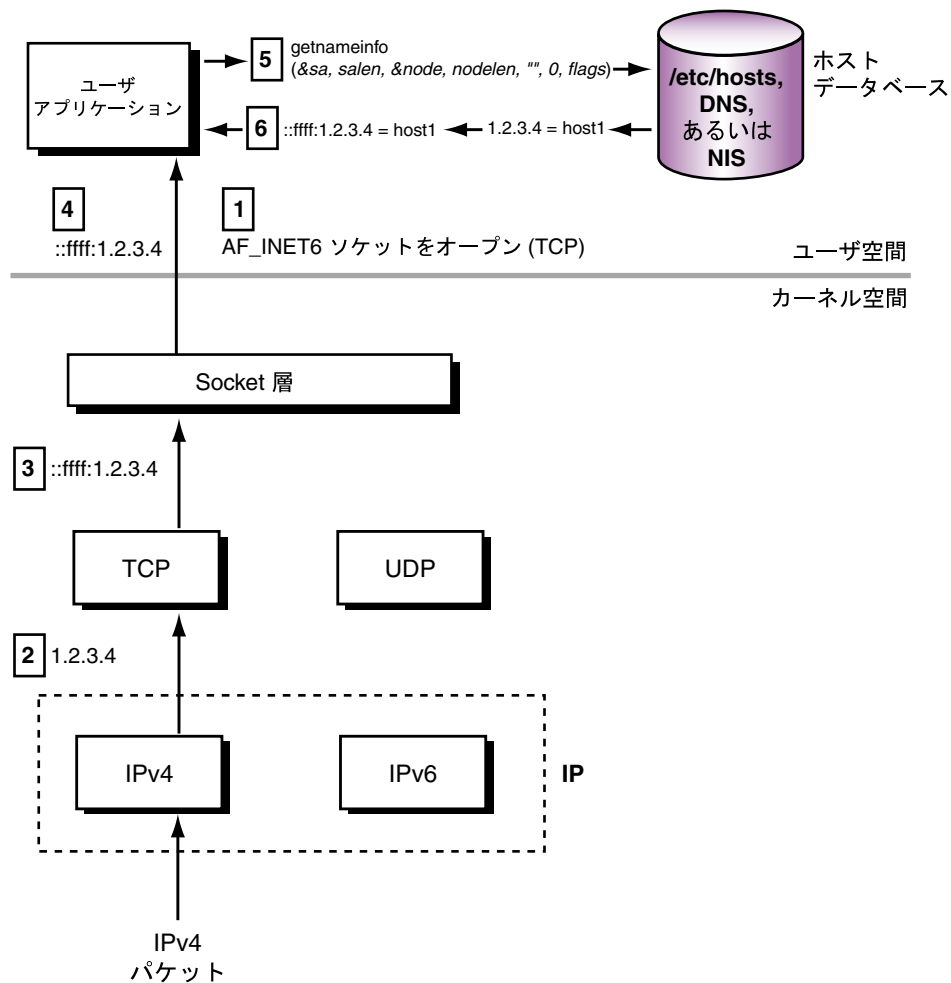 ユーザ
アプリケーション
5
getnameinfo
(&sa, salen, &node, nodelen, "", 0, flags)
/etc/hosts,
DNS,
あるいは
NIS
ホスト
データベース
6
::ffff:1.2.3.4 = host1
1.2.3.4 = host1
4
::ffff:1.2.3.4
1
AF_INET6 ソケットをオープン (TCP)
ユーザ空間
カーネル空間
Socket 層
3
::ffff:1.2.3.4
TCP
UDP
2
1.2.3.4
IPv4
IPv6
IP
IPv4
パケット